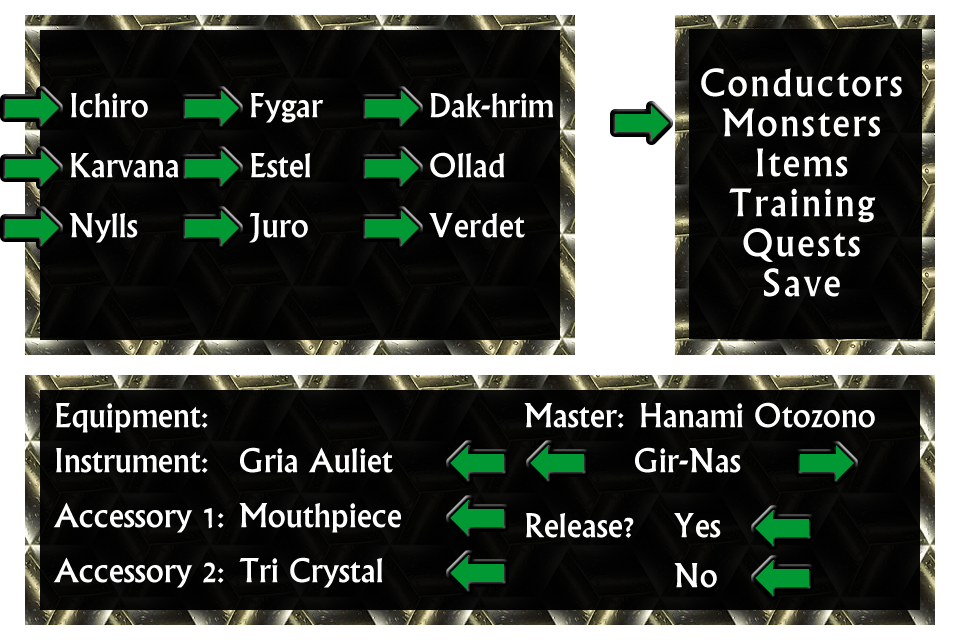 Ichiro Fygar Dak-hrim
Karvana Estel Ollad
Nylls Juro Verdet
Conductors
Monsters
Items
Training
Quests
Save
Equipment:
Instrument: Gria Auliet
Accessory 1: Mouthpiece
Accessory 2: Tri Crystal
Master: Hanami Otozono
Gir-Nas
Release? Yes
No